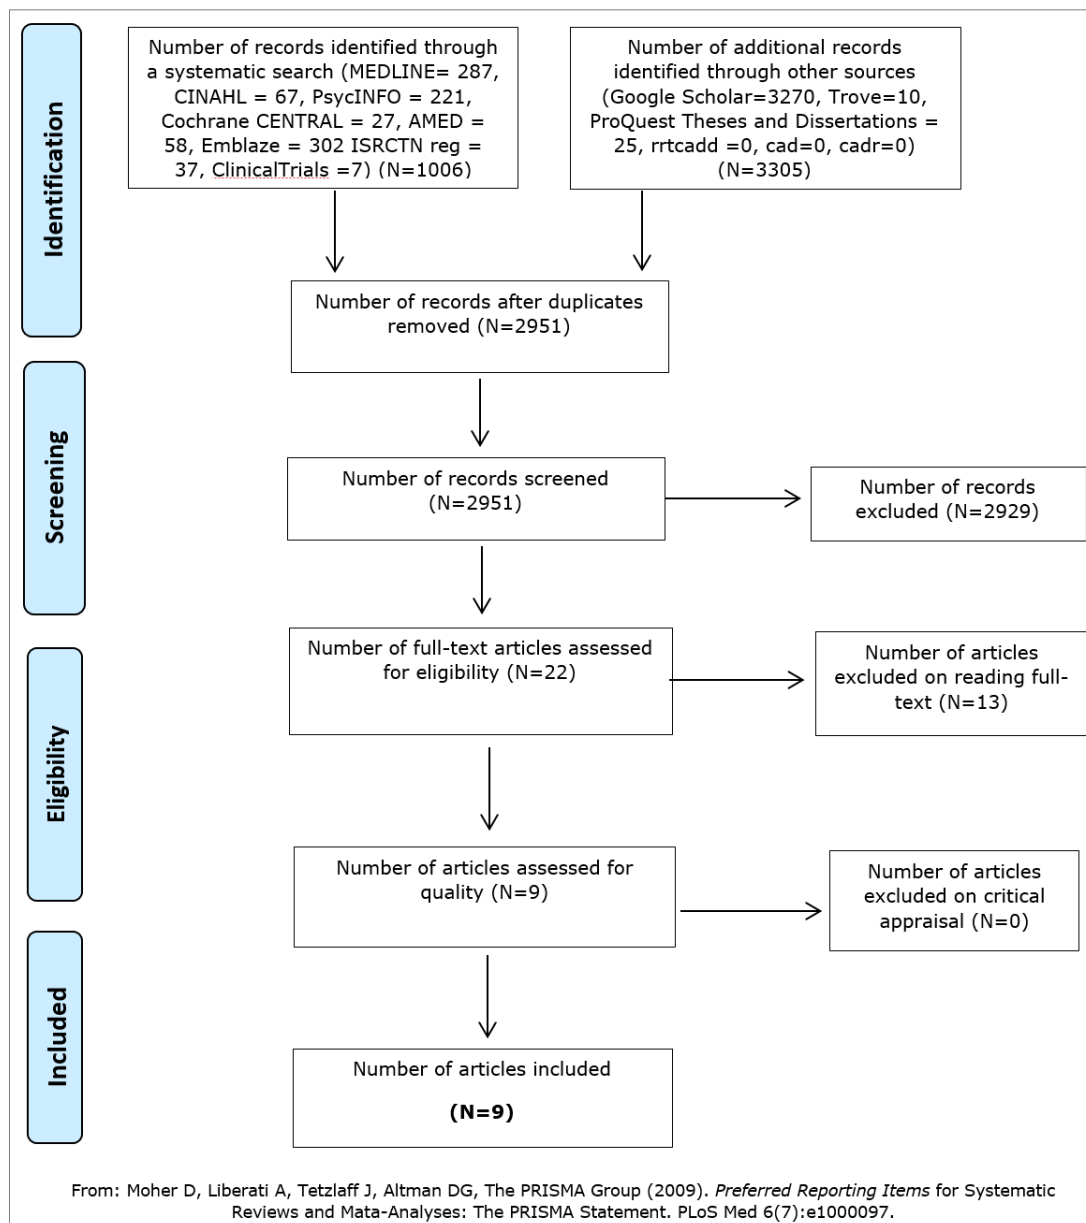 Identification
Number of records identified through
a systematic search (MEDLINE= 287,
CINAHL = 67, PsycINFO = 221,
Cochrane CENTRAL = 27, AMED =
58, Emblaze = 302 ISRCTN reg =
37, ClinicalTrials =7) (N=1006)
Number of additional records
identified through other sources
(Google Scholar=3270, Trove=10,
ProQuest Theses and Dissertations =
25, rrtcadd =0, cad=0, cadr=0)
(N=3305)
Number of records after duplicates
removed (N=2951)
Screening
Number of records screened
(N=2951)
Number of records
excluded (N=2929)
Eligibility
Number of full-text articles assessed
for eligibility (N=22)
Number of articles
excluded on reading full-
text (N=13)
Number of articles assessed for
quality (N=9)
Number of articles
excluded on critical
appraisal (N=0)
Included
Number of articles included
(N=9)
From: Moher D, Liberati A, Tetzlaff J, Altman DG, The PRISMA Group (2009). Preferred Reporting Items for Systematic
Reviews and Mata-Analyses: The PRISMA Statement. PLoS Med 6(7):e1000097.